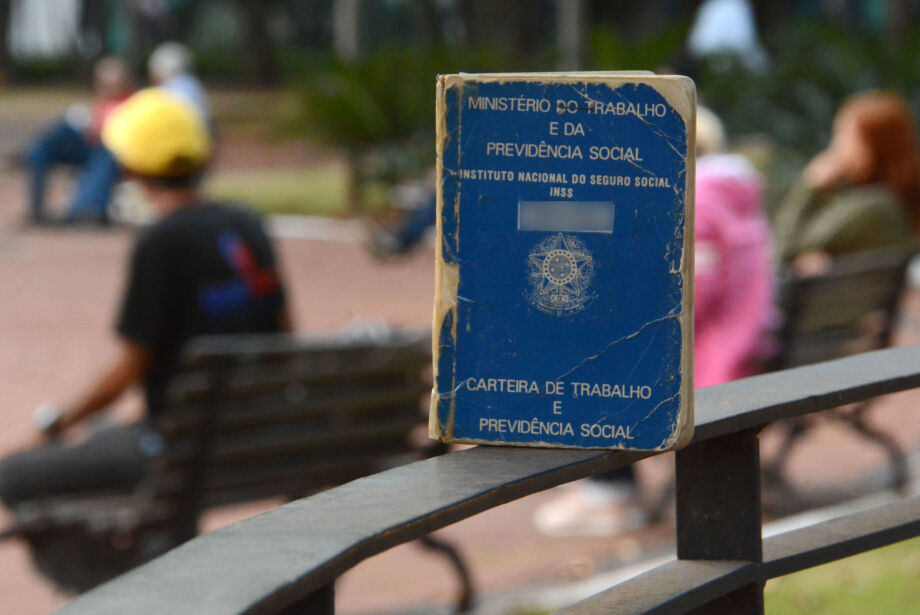 MINISTÉRIO DO TRABALHO
E DA
PREVIDÊNCIA SOCIAL
INSTITUTO NACIONAL DO SEGURO SOCIAL
INSS
CARTEIRA DE TRABALHO
E
PREVIDÊNCIA SOCIAL